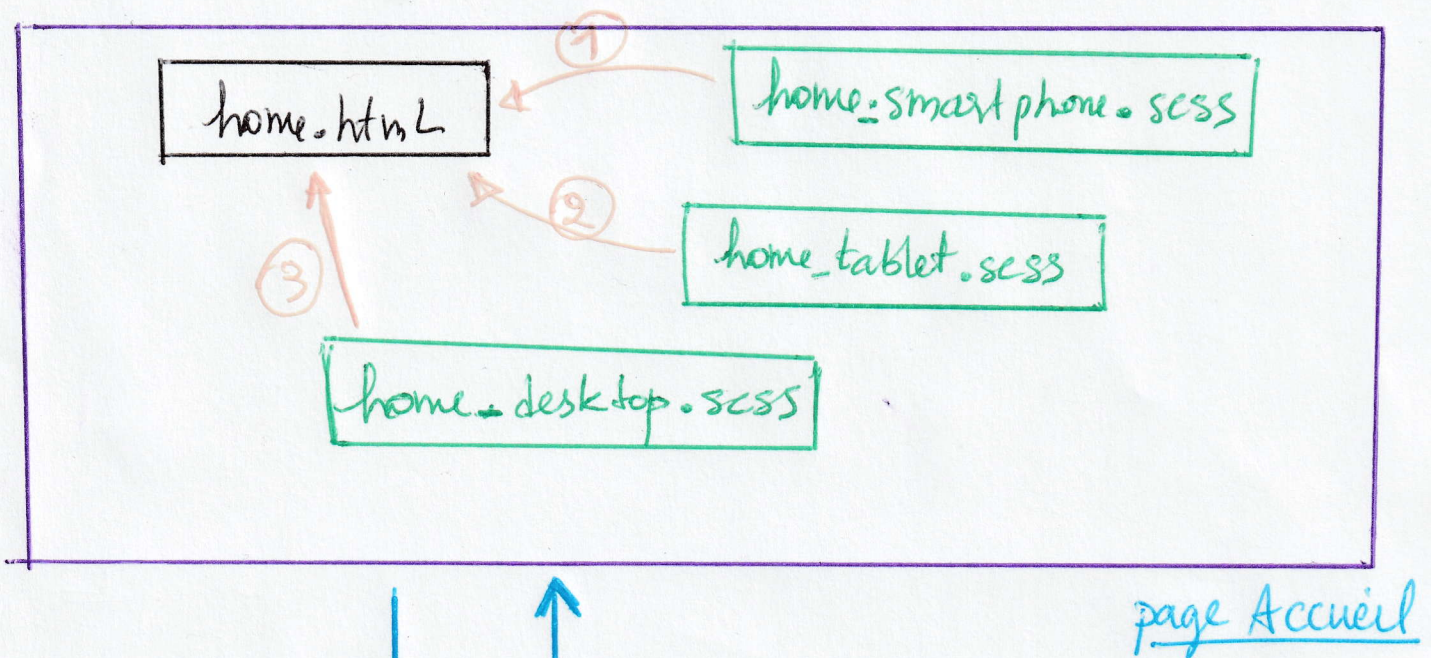 1
home.html
home_smartphone.scss
2
home_tablet.scss
3
home_desktop.scss
page Accueil